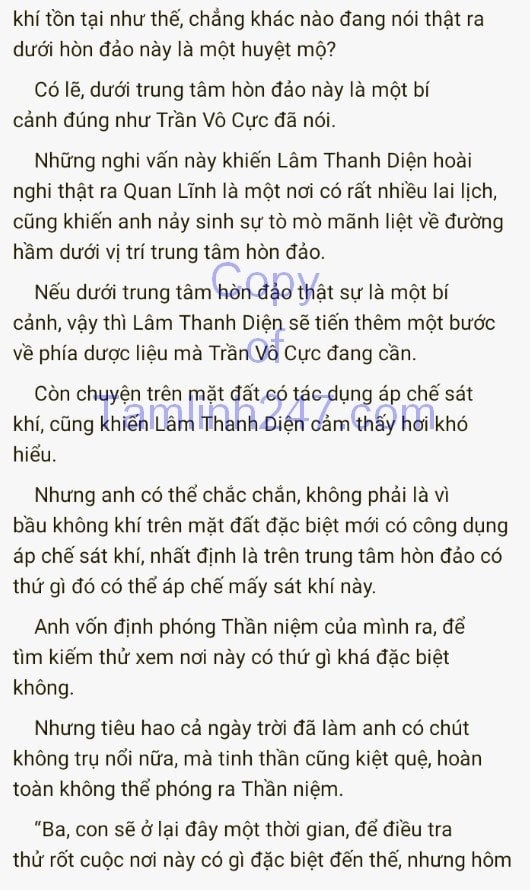 khí tồn tại như thế, chẳng khác nào đang nói thật ra
dưới hòn đảo này là một huyệt mộ?
Có lẽ, dưới trung tâm hòn đảo này là một bí
cảnh đúng như Trần Vô Cực đã nói.
Những nghi vấn này khiến Lâm Thanh Diện hoài
nghi thật ra Quan Lĩnh là một nơi có rất nhiều lai lịch,
cũng khiến anh nảy sinh sự tò mò mãnh liệt về đường
hầm dưới vị trí trung tâm hòn đảo.
Copy
Nếu dưới trung tâm hòn đảo thật sự là một bí
cảnh, vậy thì Lâm Thanh Diện sẽ tiến thêm một bước
of
về phía dược liệu mà Trần Vô Cực đang cần.
Còn chuyện trên mặt đất có tác dụng áp chế sát
Tamlinh247.com
khí, cũng khiến Lâm Thanh Diện cảm thấy hơi khó
hiểu.
Nhưng anh có thể chắc chắn, không phải là vì
bầu không khí trên mặt đất đặc biệt mới có công dụng
áp chế sát khí, nhất định là trên trung tâm hòn đảo có
thứ gì đó có thể áp chế mấy sát khí này.
Anh vốn định phóng Thần niệm của mình ra, để
tìm kiếm thử xem nơi này có thứ gì khá đặc biệt
không.
Nhưng tiêu hao cả ngày trời đã làm anh có chút
không trụ nổi nữa, mà tinh thần cũng kiệt quệ, hoàn
toàn không thể phóng ra Thần niệm.
“Ba, con sẽ ở lại đây một thời gian, để điều tra
thử rốt cuộc nơi này có gì đặc biệt đến thế, nhưng hôm